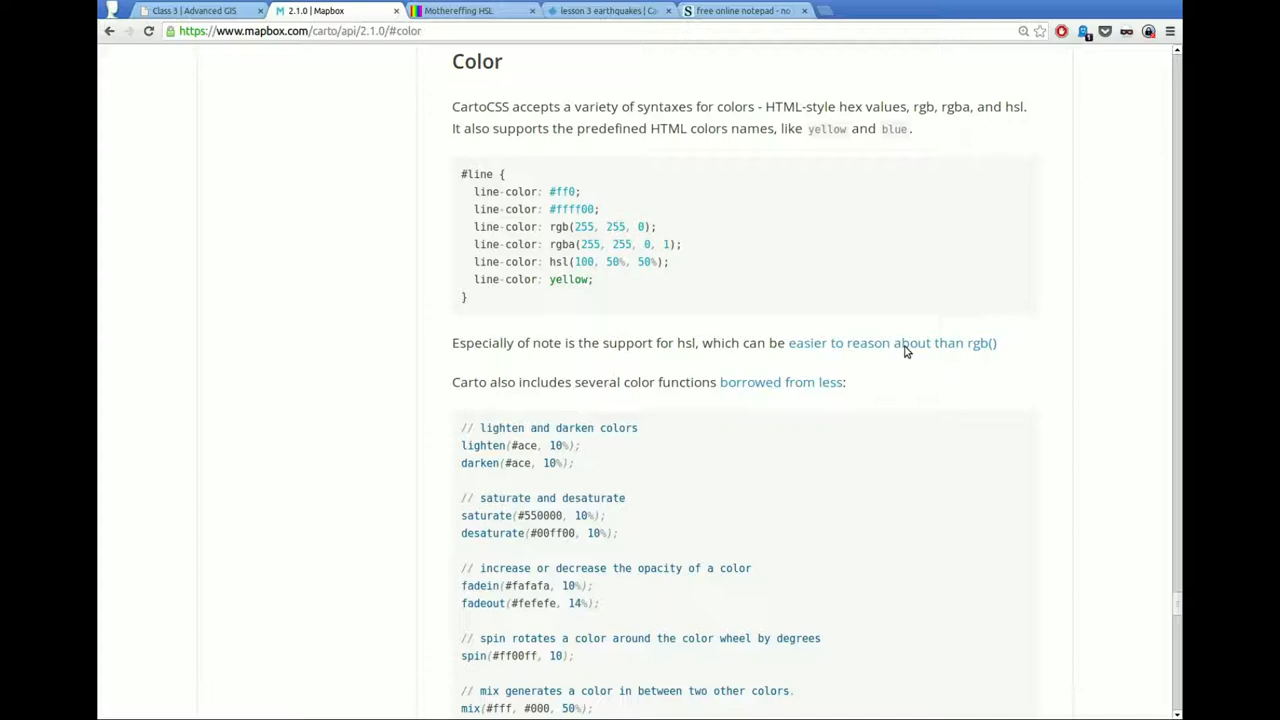 Class 3 | Advanced GIS
2.1.0 | Mapbox
Mothereffing HSL
lesson 3 earthquakes | Ca
free online notepad - no
https://www.mapbox.com/carto/api/2.1.0/#color
Color
CartoCSS accepts a variety of syntaxes for colors - HTML-style hex values, rgb, rgba, and hsl.
It also supports the predefined HTML colors names, like yellow and blue.
#line {
line-color: #ff0;
line-color: #ffff00;
line-color: rgb(255, 255, 0);
line-color: rgba(255, 255, 0, 1);
line-color: hsl(100, 50%, 50%);
line-color: yellow;
}
Especially of note is the support for hsl, which can be easier to reason about than rgb()
Carto also includes several color functions borrowed from less:
// lighten and darken colors
lighten(#ace, 10%);
darken(#ace, 10%);
// saturate and desaturate
saturate(#550000, 10%);
desaturate(#00ff00, 10%);
// increase or decrease the opacity of a color
fadein(#fafafa, 10%);
fadeout(#fefefe, 14%);
// spin rotates a color around the color wheel by degrees
spin(#ff00ff, 10);
// mix generates a color in between two other colors.
mix(#fff, #000, 50%);